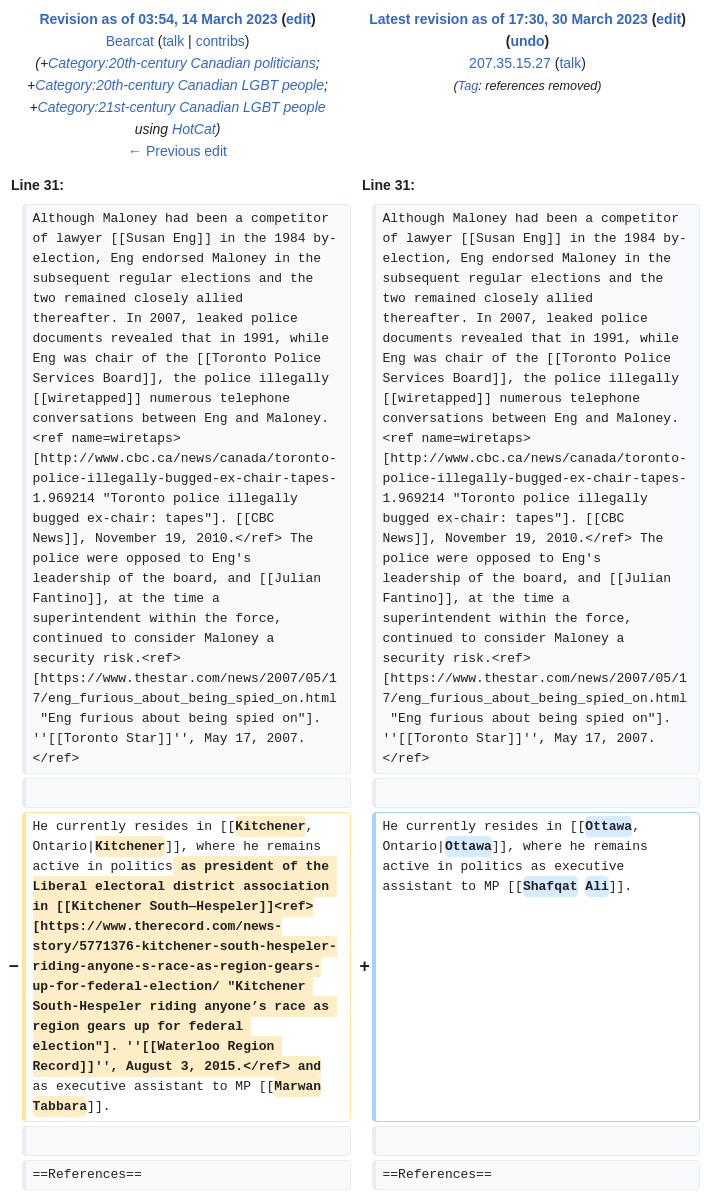 Revision as of 03:54, 14 March 2023 (edit)
Bearcat (talk | contribs)
(+Category:20th-century Canadian politicians;
+Category:20th-century Canadian LGBT people;
+Category:21st-century Canadian LGBT people
using HotCat)
← Previous edit
Latest revision as of 17:30, 30 March 2023 (edit)
(undo)
207.35.15.27 (talk)
(Tag: references removed)
Line 31:
Although Maloney had been a competitor
of lawyer [[Susan Eng]] in the 1984 by-
election, Eng endorsed Maloney in the
subsequent regular elections and the
two remained closely allied
thereafter. In 2007, leaked police
documents revealed that in 1991, while
Eng was chair of the [[Toronto Police
Services Board]], the police illegally
[[wiretapped]] numerous telephone
conversations between Eng and Maloney.
<ref name=wiretaps>
[http://www.cbc.ca/news/canada/toronto-
police-illegally-bugged-ex-chair-tapes-
1.969214 "Toronto police illegally
bugged ex-chair: tapes"]. [[CBC
News]], November 19, 2010.</ref> The
police were opposed to Eng's
leadership of the board, and [[Julian
Fantino]], at the time a
superintendent within the force,
continued to consider Maloney a
security risk.<ref>
[https://www.thestar.com/news/2007/05/1
7/eng_furious_about_being_spied_on.html
"Eng furious about being spied on"].
''[[Toronto Star]]'', May 17, 2007.
</ref>
−
He currently resides in [[Kitchener,
Ontario|Kitchener]], where he remains
active in politics as president of the
Liberal electoral district association
in [[Kitchener South—Hespeler]]<ref>
[https://www.therecord.com/news-
story/5771376-kitchener-south-hespeler-
riding-anyone-s-race-as-region-gears-
up-for-federal-election/ "Kitchener
South-Hespeler riding anyone’s race as
region gears up for federal
election"]. ''[[Waterloo Region
Record]]'', August 3, 2015.</ref> and
as executive assistant to MP [[Marwan
Tabbara]].
==References==
Line 31:
Although Maloney had been a competitor
of lawyer [[Susan Eng]] in the 1984 by-
election, Eng endorsed Maloney in the
subsequent regular elections and the
two remained closely allied
thereafter. In 2007, leaked police
documents revealed that in 1991, while
Eng was chair of the [[Toronto Police
Services Board]], the police illegally
[[wiretapped]] numerous telephone
conversations between Eng and Maloney.
<ref name=wiretaps>
[http://www.cbc.ca/news/canada/toronto-
police-illegally-bugged-ex-chair-tapes-
1.969214 "Toronto police illegally
bugged ex-chair: tapes"]. [[CBC
News]], November 19, 2010.</ref> The
police were opposed to Eng's
leadership of the board, and [[Julian
Fantino]], at the time a
superintendent within the force,
continued to consider Maloney a
security risk.<ref>
[https://www.thestar.com/news/2007/05/1
7/eng_furious_about_being_spied_on.html
"Eng furious about being spied on"].
''[[Toronto Star]]'', May 17, 2007.
</ref>
+
He currently resides in [[Ottawa,
Ontario|Ottawa]], where he remains
active in politics as executive
assistant to MP [[Shafqat Ali]].
==References==